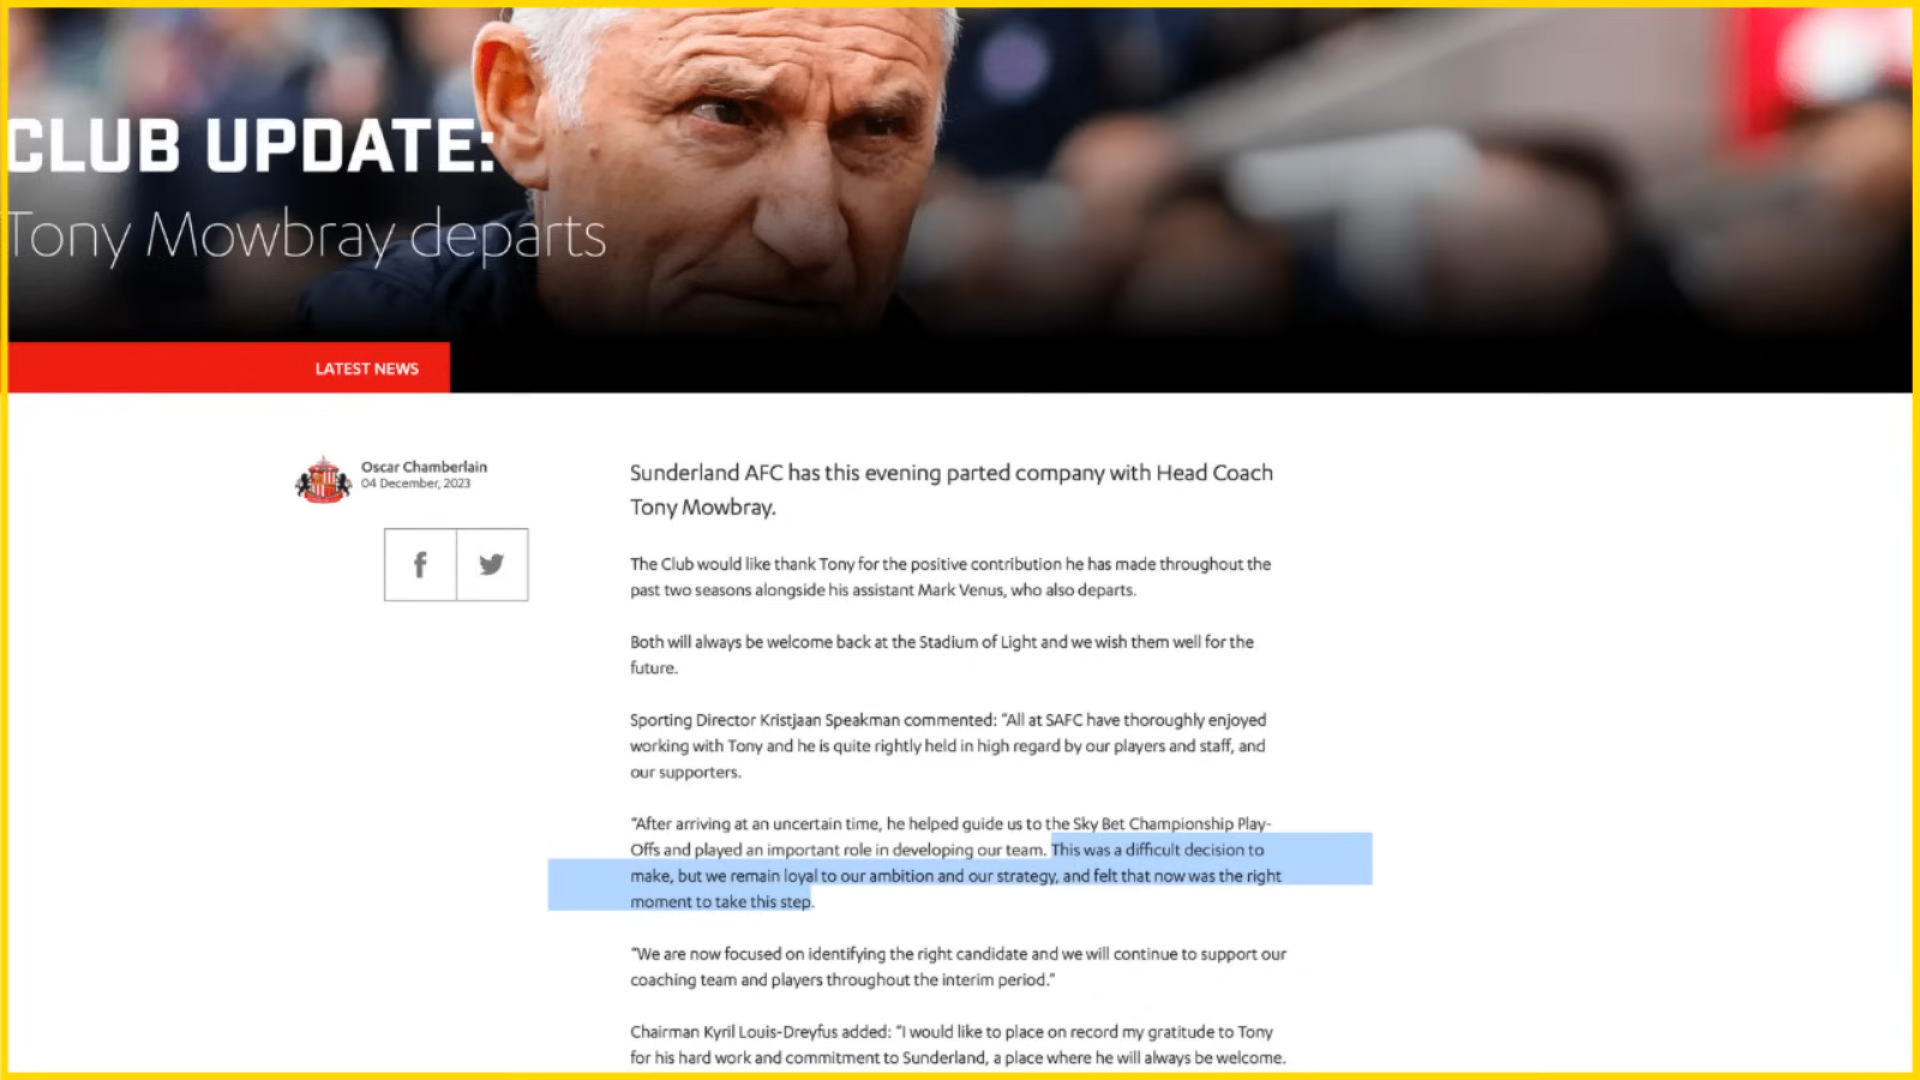 CLUB UPDATE:
Tony Mowbray departs
LATEST NEWS
Oscar Chamberlain
04 December, 2023
Sunderland AFC has this evening parted company with Head Coach
Tony Mowbray.
The Club would like thank Tony for the positive contribution he has made throughout the
past two seasons alongside his assistant Mark Venus, who also departs.
Both will always be welcome back at the Stadium of Light and we wish them well for the
future.
Sporting Director Kristjaan Speakman commented: “All at SAFC have thoroughly enjoyed
working with Tony and he is quite rightly held in high regard by our players and staff, and
our supporters.
“After arriving at an uncertain time, he helped guide us to the Sky Bet Championship Play-
Offs and played an important role in developing our team. This was a difficult decision to
make, but we remain loyal to our ambition and our strategy, and felt that now was the right
moment to take this step.
“We are now focused on identifying the right candidate and we will continue to support our
coaching team and players throughout the interim period.”
Chairman Kyril Louis-Dreyfus added: “I would like to place on record my gratitude to Tony
for his hard work and commitment to Sunderland, a place where he will always be welcome.